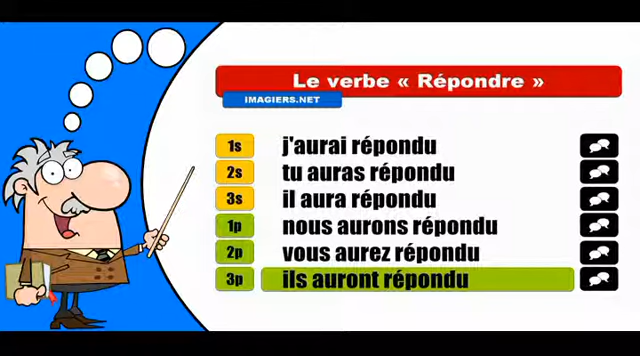 Le verbe « Répondre »
IMAGIERS.NET
1s j'aurai répondu
2s tu auras répondu
3s il aura répondu
1p nous aurons répondu
2p vous aurez répondu
3p ils auront répondu